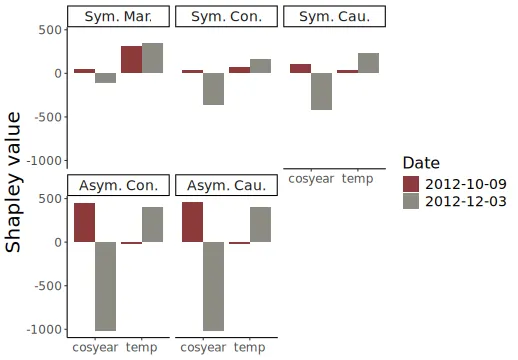 Sym. Mar. Sym. Con. Sym. Cau.
500
0
-500
-1000
cosyear temp
Asym. Con. Asym. Cau.
500
0
-500
-1000
cosyear temp cosyear temp
Shapley value
Date
2012-10-09
2012-12-03